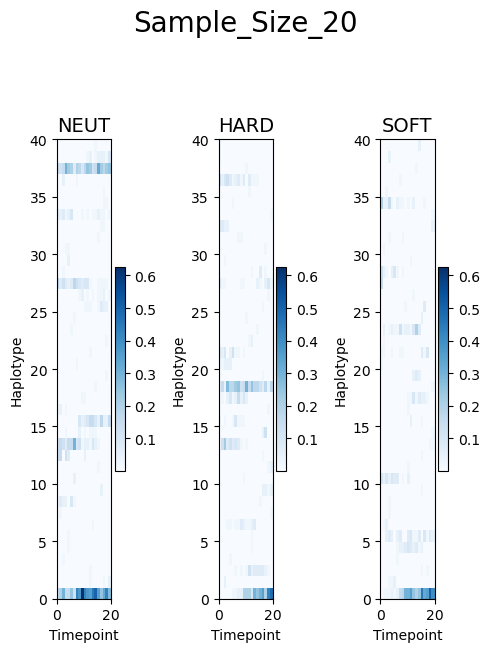 Sample_Size_20
NEUT HARD SOFT
40 40 40
35 35 35
30 30 30
25 25 25
20 20 20
15 15 15
10 10 10
5 5 5
0 0 0
Haplotype Haplotype Haplotype
0.6 0.6 0.6
0.5 0.5 0.5
0.4 0.4 0.4
0.3 0.3 0.3
0.2 0.2 0.2
0.1 0.1 0.1
0 20 0 20 0 20
Timepoint Timepoint Timepoint